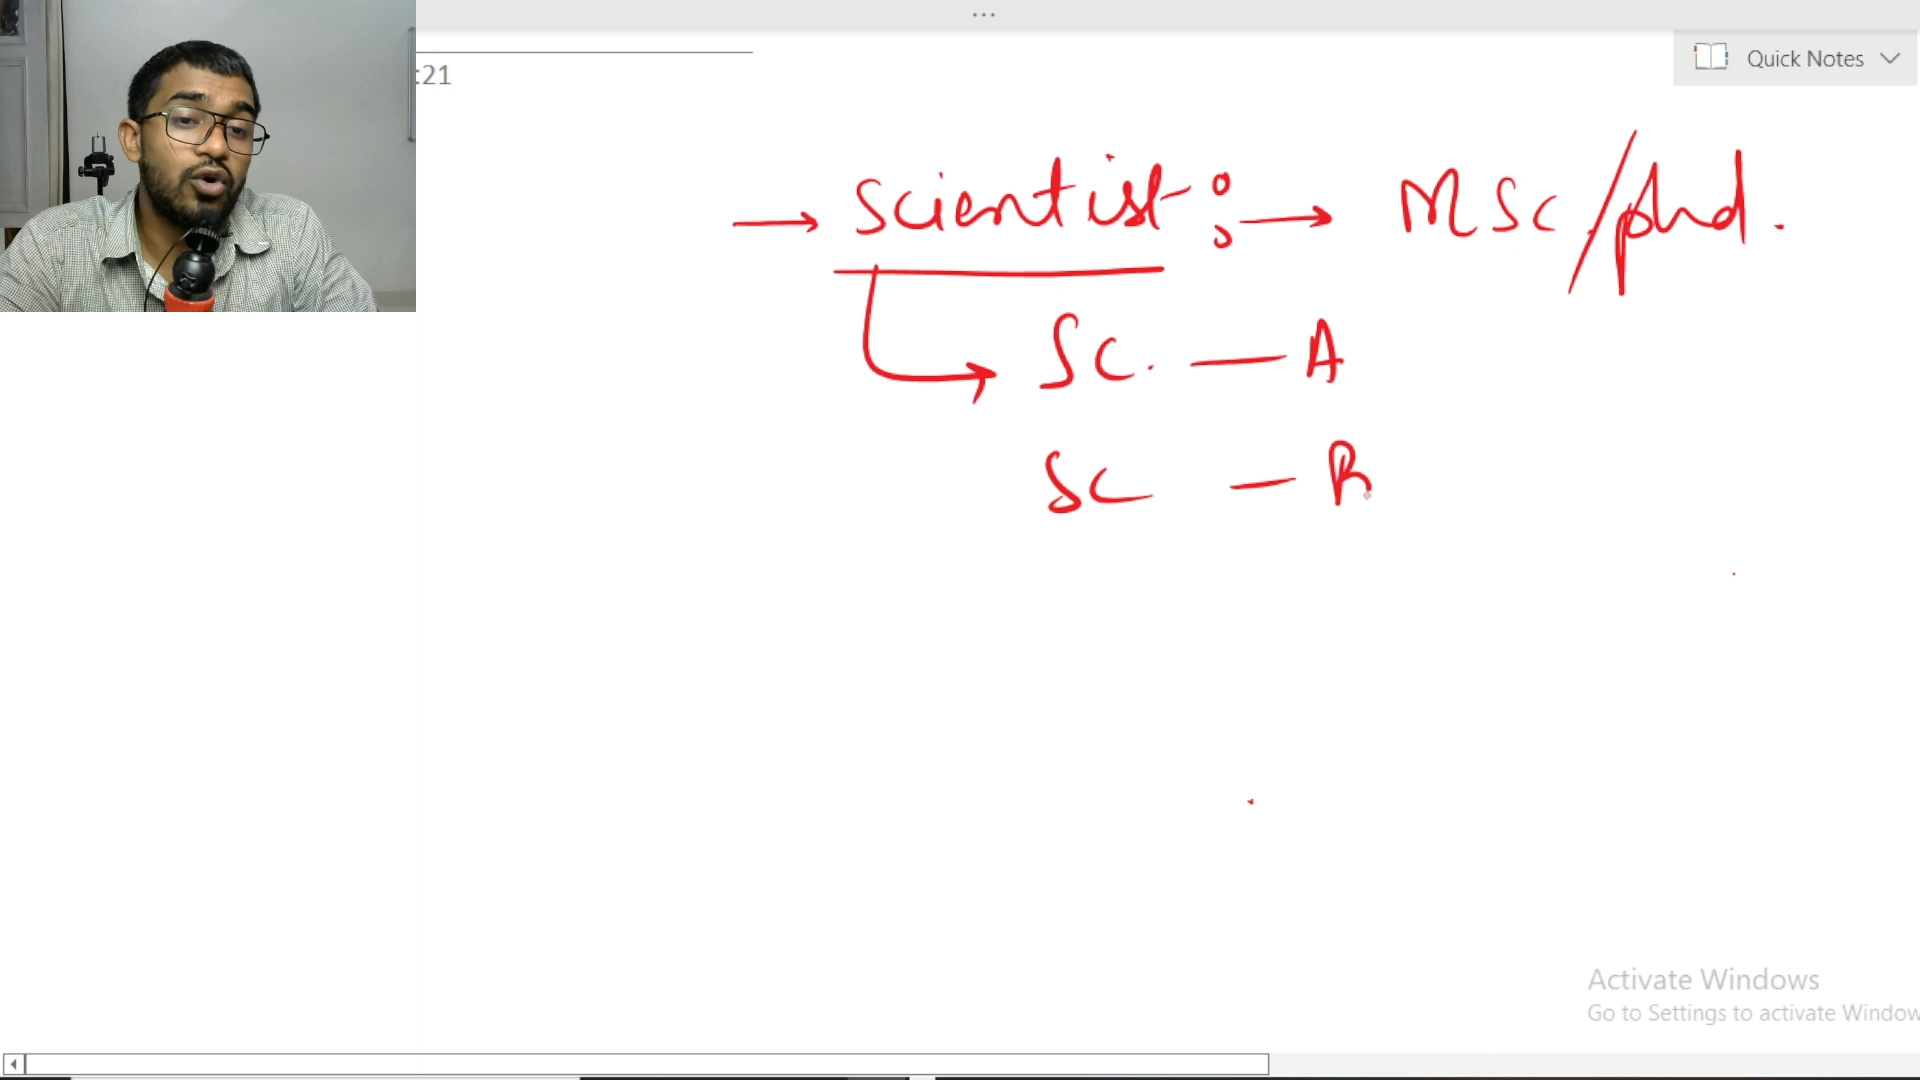 ...
Quick Notes
:21
→ Scientist : → MSc/phd.
Sc. — A
SC — B
Activate Windows
Go to Settings to activate Window